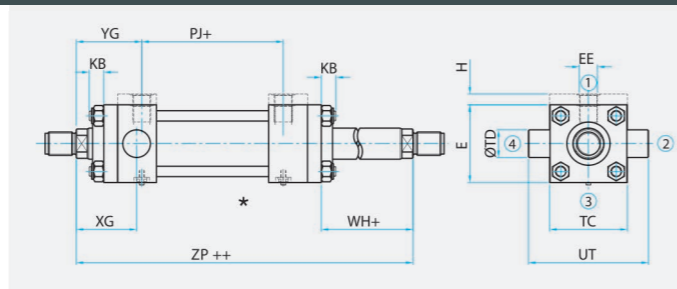 YG
PJ+
KB
KB
XG
WH+
*
ZP ++
EE
H
①
E
ØTD
④
②
③
TC
UT